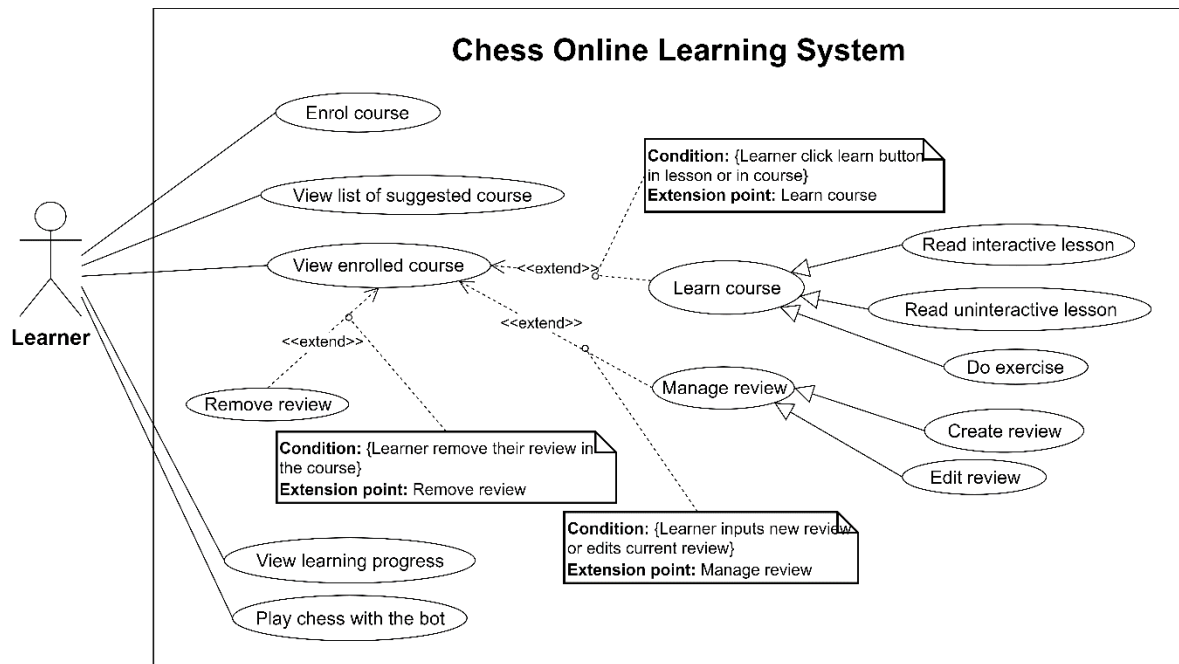 Chess Online Learning System
Enrol course
Condition: {Learner click learn button
in lesson or in course}
Extension point: Learn course
View list of suggested course
Read interactive lesson
View enrolled course
<<extend>>
Learn course
Read uninteractive lesson
Learner
<<extend>>
<<extend>>
Do exercise
Manage review
Remove review
Create review
Condition: {Learner remove their review in
the course}
Extension point: Remove review
Edit review
Condition: {Learner inputs new review
or edits current review}
Extension point: Manage review
View learning progress
Play chess with the bot